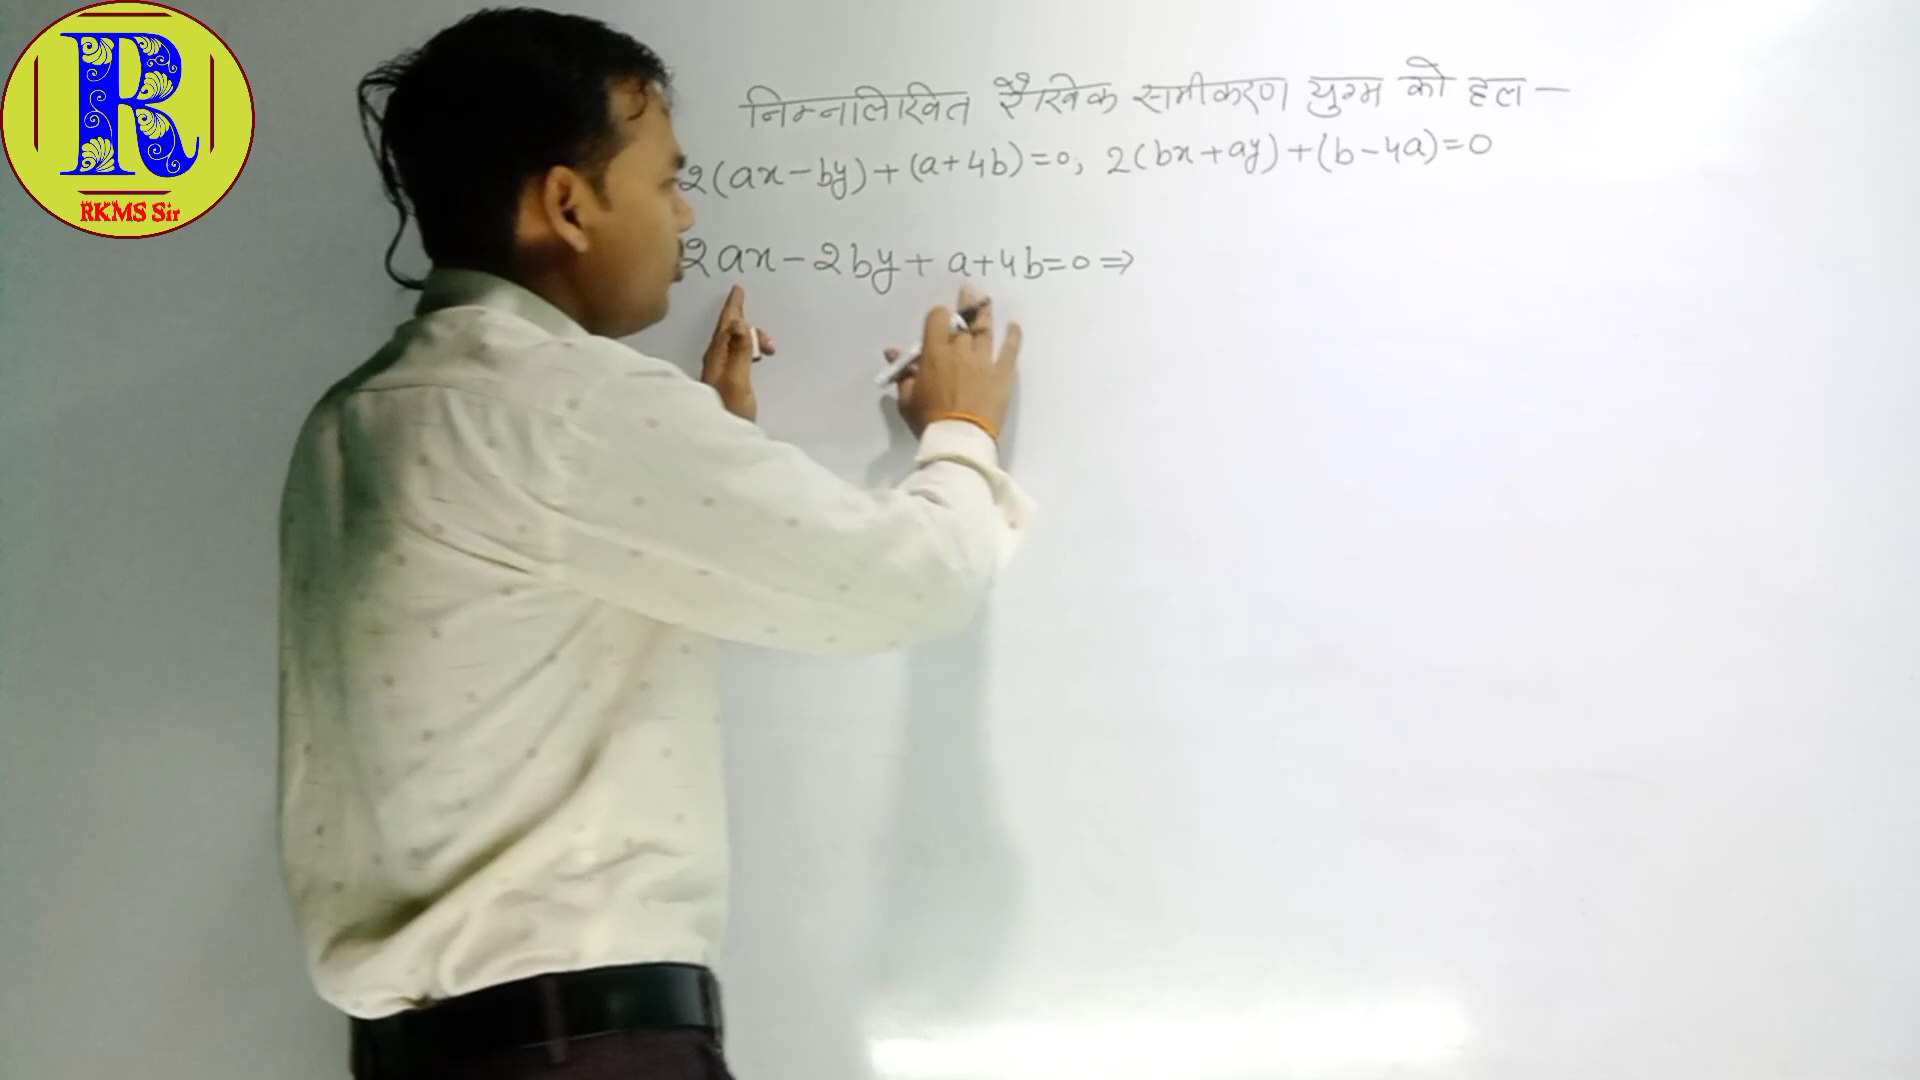 R
RKMS Sir
निम्नलिखित रैखिक समीकरण युग्म को हल —
2(ax-by)+(a+4b)=0, 2(bx+ay)+(b-4a)=0
2ax-2by+a+4b=0⇒